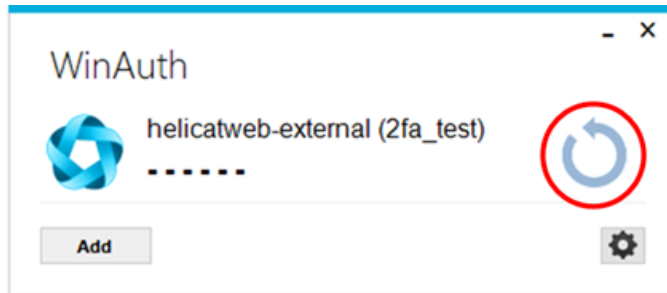 WinAuth
helicatweb-external (2fa_test)
- - - - - -
Add